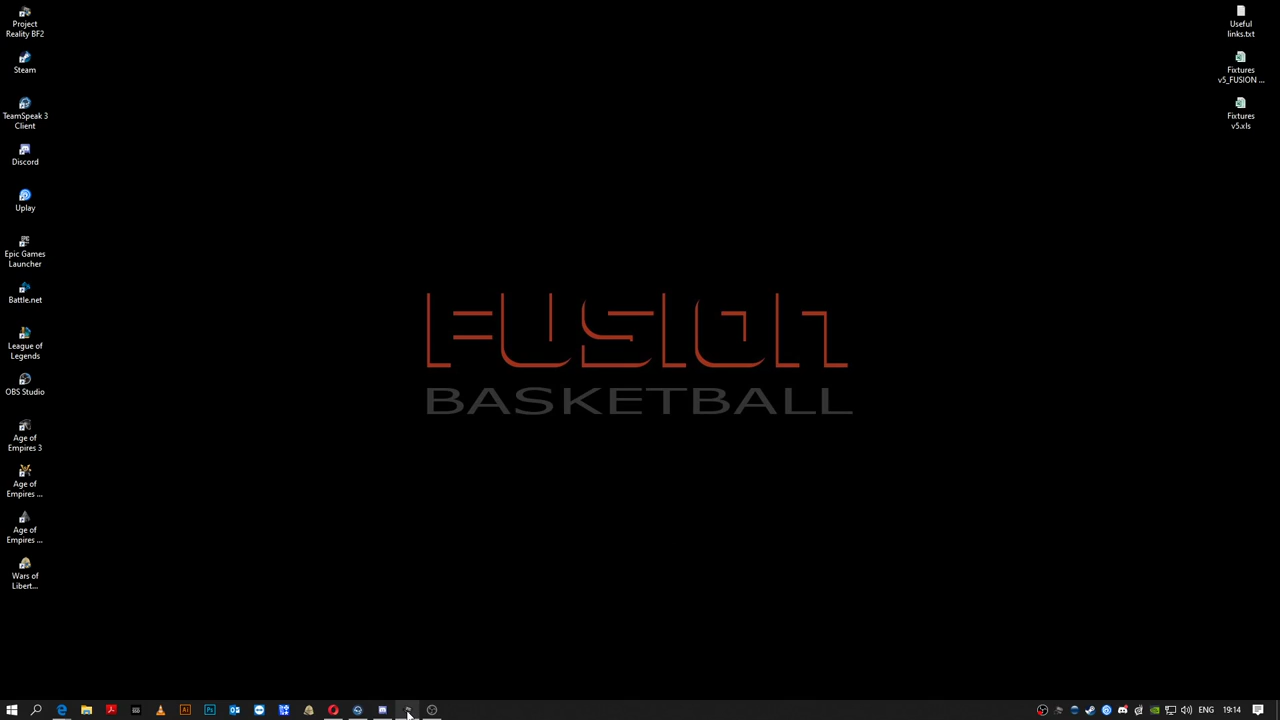 Project
Reality BF2
Steam
TeamSpeak 3
Client
Discord
Uplay
Epic Games
Launcher
Battle.net
League of
Legends
OBS Studio
Age of
Empires 3
Age of
Empires ...
Age of
Empires ...
Wars of
Libert...
FUSION
BASKETBALL
Useful
links.txt
Fixtures
v5_FUSION ...
Fixtures
v5.xls
Ai
Ps
ENG
19:14